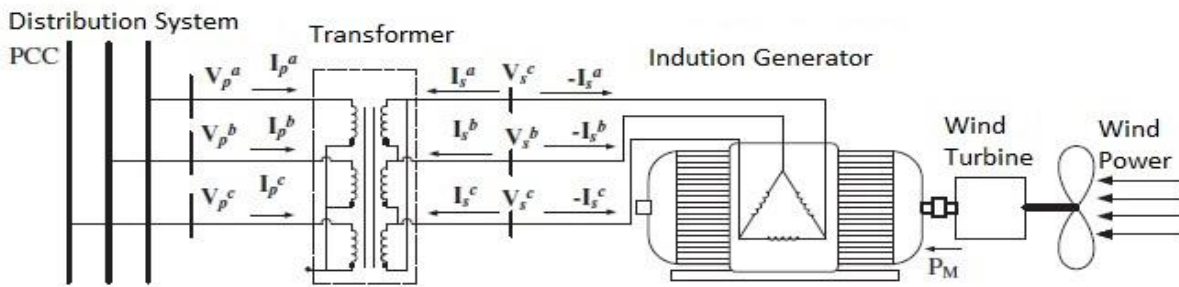 Distribution System
PCC
Transformer
Indution Generator
Wind
Turbine
Wind
Power
V_p^a I_p^a I_s^a V_s^c -I_s^a
V_p^b I_p^b I_s^b V_s^b -I_s^b
V_p^c I_p^c I_s^c V_s^c -I_s^c
P_M